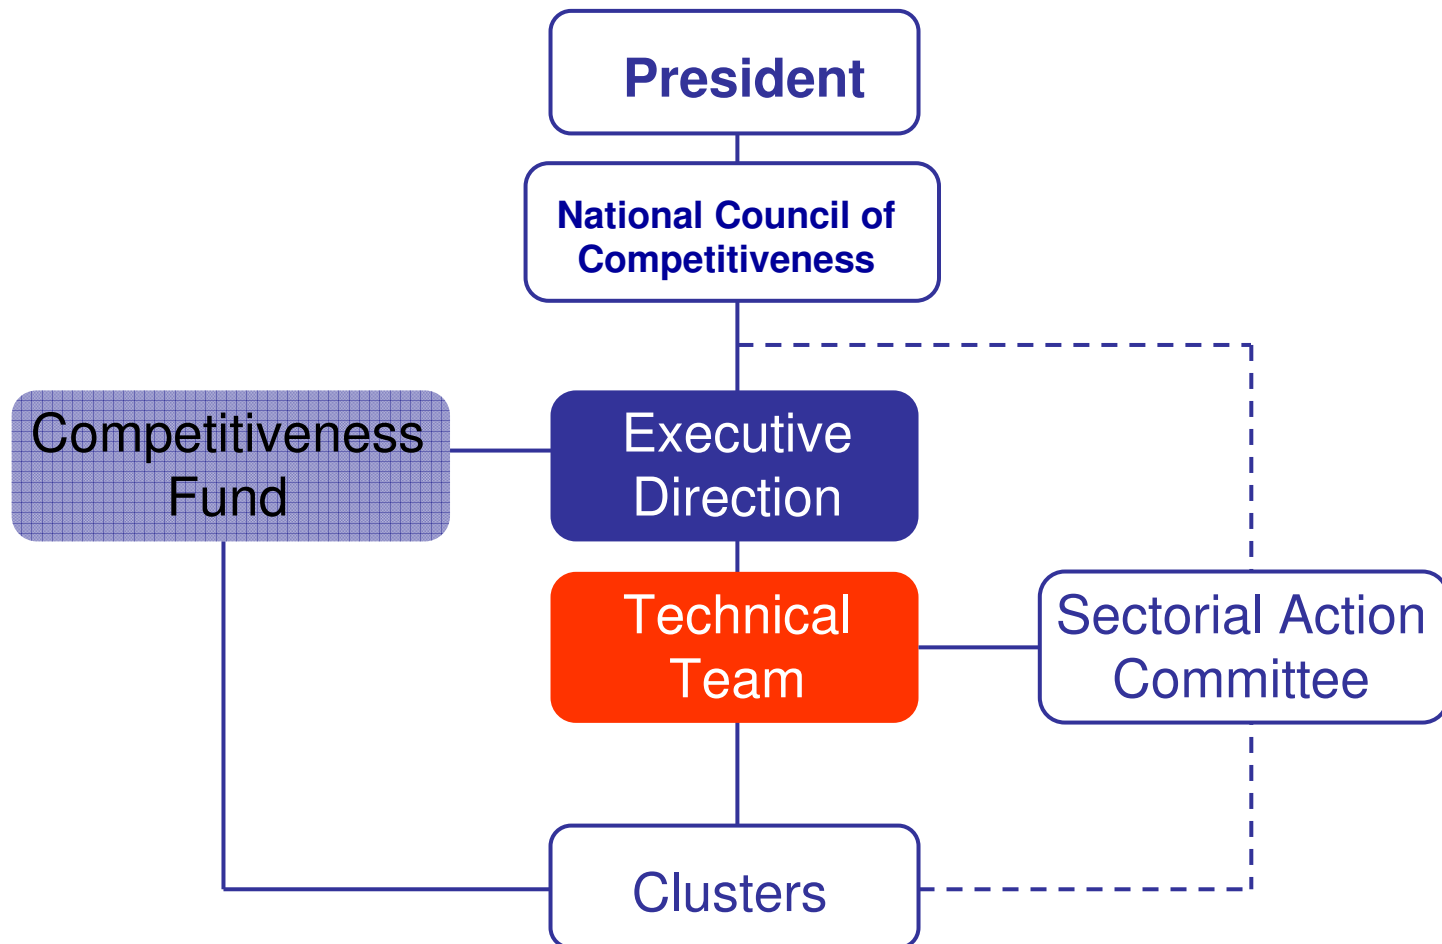 President
National Council of
Competitiveness
Competitiveness
Fund
Executive
Direction
Technical
Team
Sectorial Action
Committee
Clusters